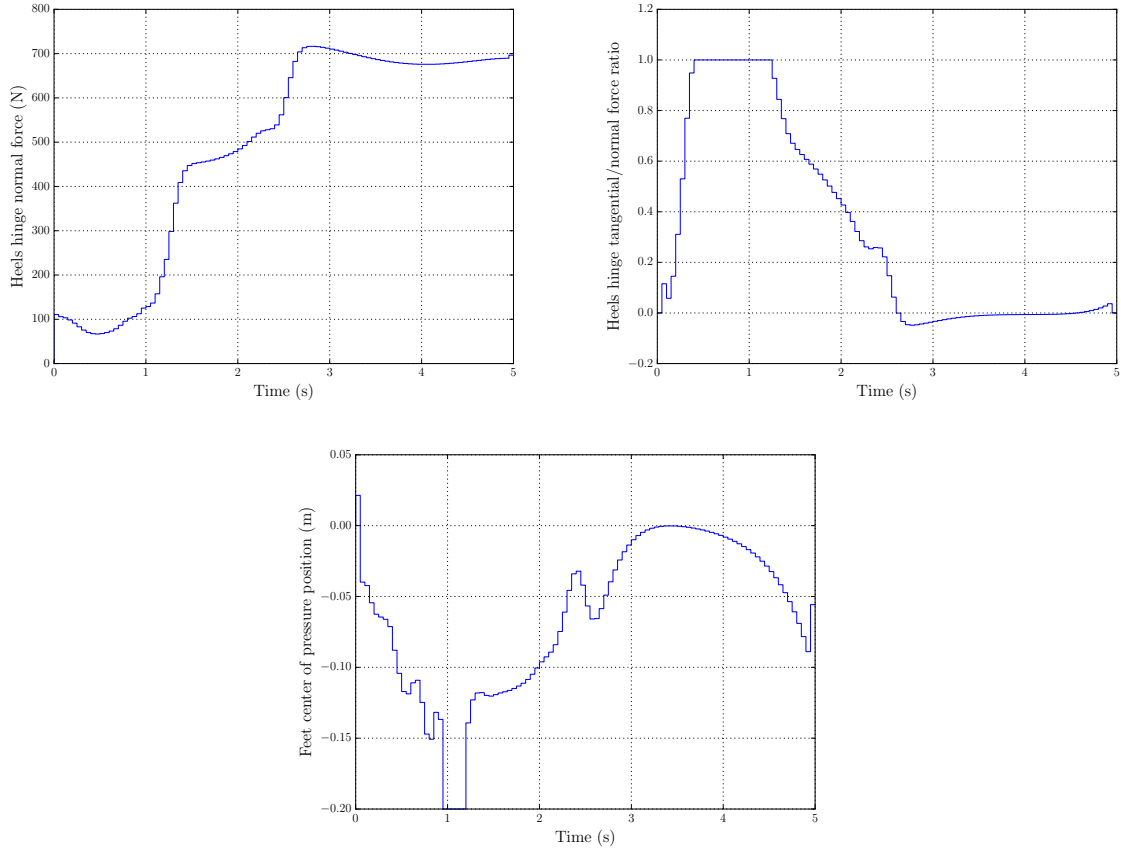 Heels hinge normal force (N)
800
700
600
500
400
300
200
100
0
0 1 2 3 4 5
Time (s)
Heels hinge tangential/normal force ratio
1.2
1.0
0.8
0.6
0.4
0.2
0.0
−0.2
0 1 2 3 4 5
Time (s)
Feet center of pressure position (m)
0.05
0.00
−0.05
−0.10
−0.15
−0.20
0 1 2 3 4 5
Time (s)